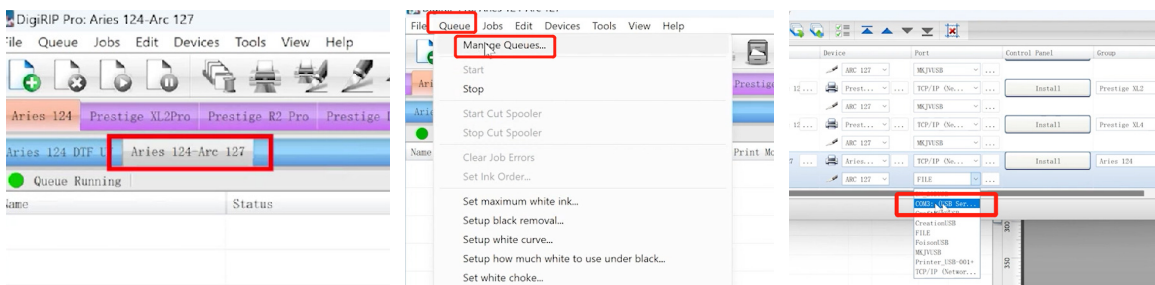 DigiRIP Pro: Aries 124-Arc 127
File Queue Jobs Edit Devices Tools View Help
Aries 124 Prestige XL2Pro Prestige R2 Pro Prestige
Aries 124 DTF Aries 124-Arc 127
Queue Running
Name Status
File Queue Jobs Edit Devices Tools View Help
Manage Queues...
Start
Stop
Prestige
Start Cut Spooler
Stop Cut Spooler
Name Print Mo
Clear Job Errors
Set Ink Order...
Set maximum white ink...
Setup black removal...
Setup white curve...
Setup how much white to use under black...
Set white choke...
Device Port Control Panel Group
ARC 127 MKJVUSB ...
Prest... ... TCP/IP (Ne... ... Install Prestige XL2
ARC 127 MKJVUSB ...
Prest... ... TCP/IP (Ne... ... Install Prestige XL4
ARC 127 MKJVUSB ...
Aries... ... TCP/IP (Ne... ... Install Aries 124
ARC 127 FILE ...
COM3: (USB Ser...
CreationUSB
FILE
FoisonUSB
MKJVUSB
Printer_USB-001+
TCP/IP (Networ...
300
350